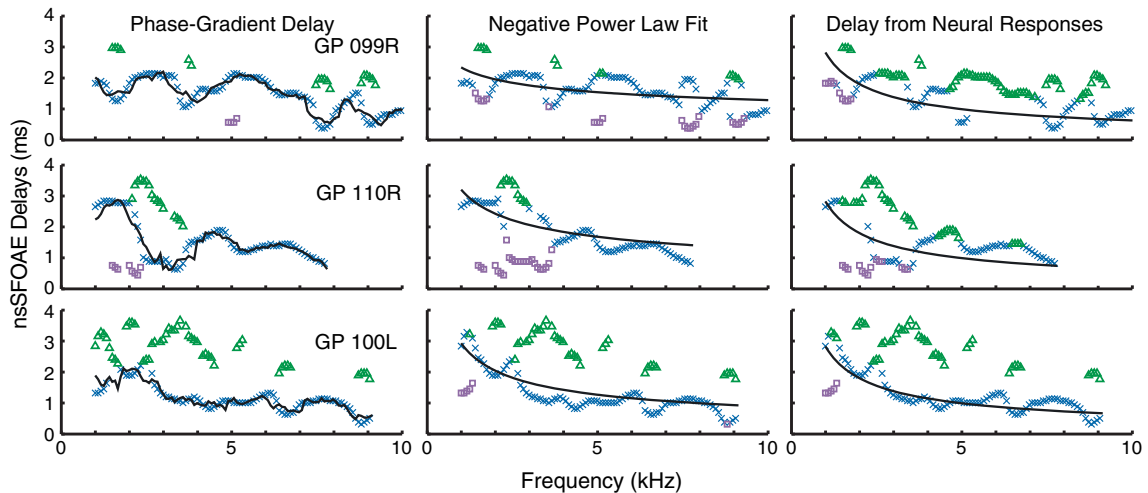 Phase-Gradient Delay
Negative Power Law Fit
Delay from Neural Responses
nsSFOAE Delays (ms)
4
3
2
1
0
GP 099R
4
3
2
1
0
GP 110R
4
3
2
1
0
GP 100L
0 5 10
0 5 10
0 5 10
Frequency (kHz)